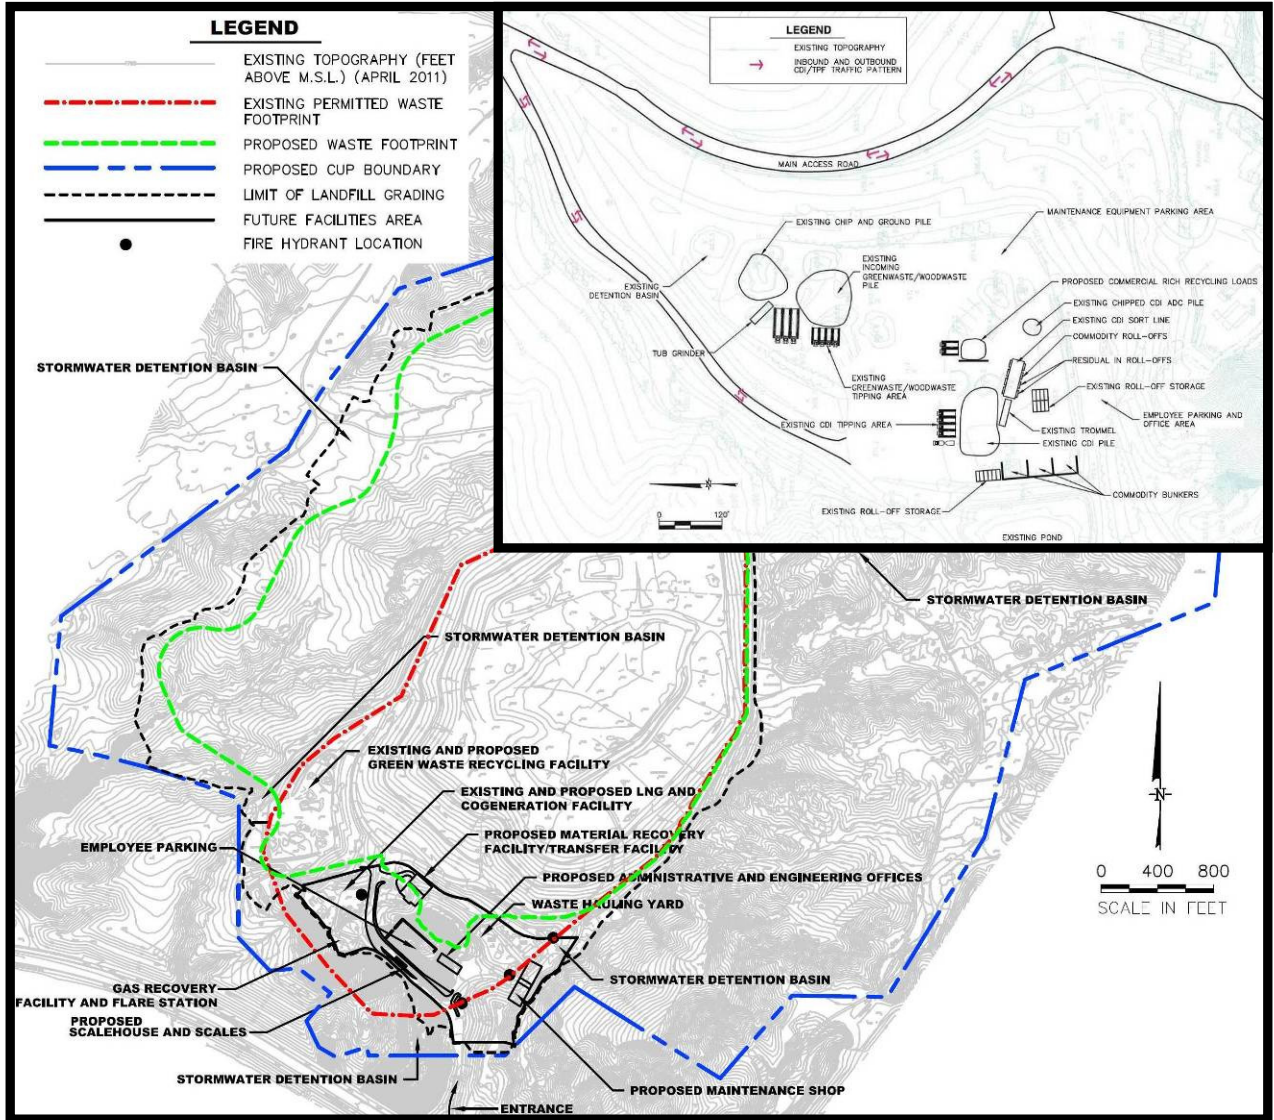 LEGEND
EXISTING TOPOGRAPHY (FEET
ABOVE M.S.L.) (APRIL 2011)
EXISTING PERMITTED WASTE
FOOTPRINT
PROPOSED WASTE FOOTPRINT
PROPOSED CUP BOUNDARY
LIMIT OF LANDFILL GRADING
FUTURE FACILITIES AREA
FIRE HYDRANT LOCATION
LEGEND
EXISTING TOPOGRAPHY
INBOUND AND OUTBOUND
CDI/TPF TRAFFIC PATTERN
MAIN ACCESS ROAD
EXISTING CHIP AND GROUND PILE
MAINTENANCE EQUIPMENT PARKING AREA
EXISTING
INCOMING
GREENWASTE/WOODWASTE
PILE
EXISTING
DETENTION BASIN
PROPOSED COMMERCIAL RICH RECYCLING LOADS
EXISTING CHIPPED CDI ADC PILE
EXISTING CDI SORT LINE
COMMODITY ROLL-OFFS
TUB GRINDER
RESIDUAL IN ROLL-OFFS
EXISTING
GREENWASTE/WOODWASTE
TIPPING AREA
EXISTING ROLL-OFF STORAGE
EMPLOYEE PARKING AND
OFFICE AREA
EXISTING CDI TIPPING AREA
EXISTING TROMMEL
EXISTING CDI PILE
COMMODITY BUNKERS
EXISTING ROLL-OFF STORAGE
N
0 120'
EXISTING POND
STORMWATER DETENTION BASIN
STORMWATER DETENTION BASIN
STORMWATER DETENTION BASIN
EXISTING AND PROPOSED
GREEN WASTE RECYCLING FACILITY
EXISTING AND PROPOSED LNG AND
COGENERATION FACILITY
EMPLOYEE PARKING
PROPOSED MATERIAL RECOVERY
FACILITY/TRANSFER FACILITY
PROPOSED ADMINISTRATIVE AND ENGINEERING OFFICES
WASTE HAULING YARD
N
0 400 800
SCALE IN FEET
STORMWATER DETENTION BASIN
GAS RECOVERY
FACILITY AND FLARE STATION
PROPOSED
SCALEHOUSE AND SCALES
STORMWATER DETENTION BASIN
PROPOSED MAINTENANCE SHOP
ENTRANCE